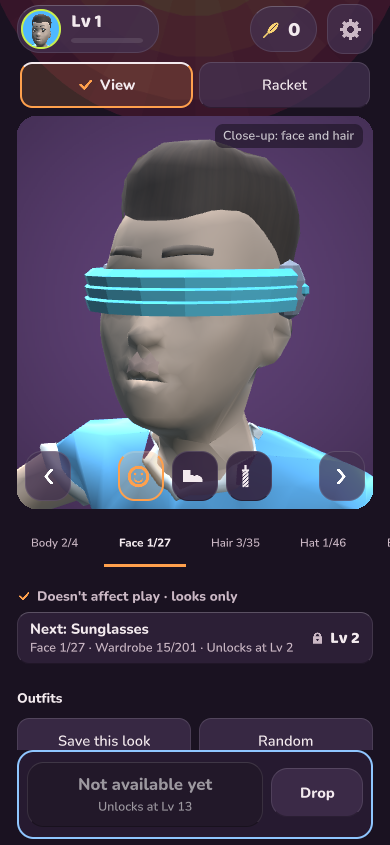 Lv 1
0
View
Racket
Close-up: face and hair
Body 2/4
Face 1/27
Hair 3/35
Hat 1/46
Doesn't affect play · looks only
Next: Sunglasses
Face 1/27 · Wardrobe 15/201 · Unlocks at Lv 2
Lv 2
Outfits
Save this look
Random
Not available yet
Unlocks at Lv 13
Drop